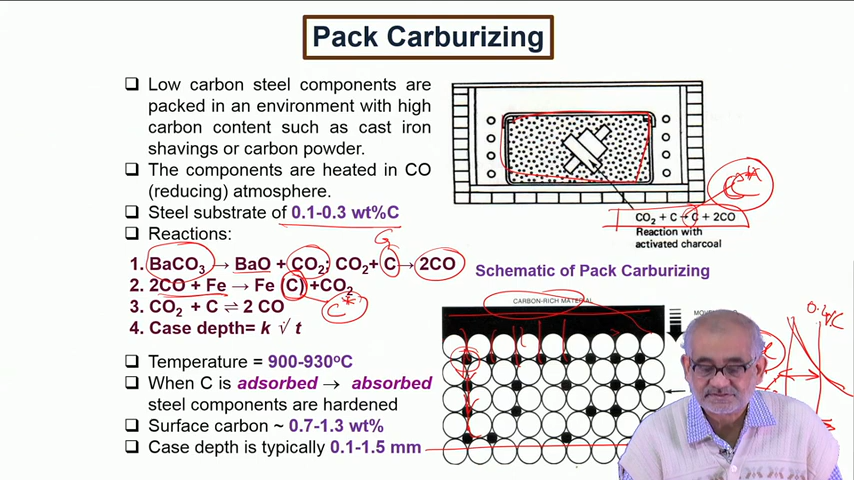 Pack Carburizing
❑ Low carbon steel components are
packed in an environment with high
carbon content such as cast iron
shavings or carbon powder.
❑ The components are heated in CO
(reducing) atmosphere.
❑ Steel substrate of 0.1-0.3 wt%C
❑ Reactions:
1. BaCO3 → BaO + CO2; CO2+ C → 2CO
2. 2CO + Fe → Fe (C) +CO2
3. CO2 + C ⇌ 2 CO
4. Case depth= k √ t
❑ Temperature = 900-930oC
❑ When C is adsorbed → absorbed
steel components are hardened
❑ Surface carbon ~ 0.7-1.3 wt%
❑ Case depth is typically 0.1-1.5 mm
CO2 + C → C + 2CO
Reaction with
activated charcoal
Schematic of Pack Carburizing
CARBON-RICH MATERIAL